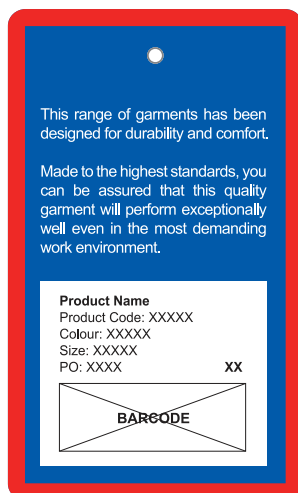 This range of garments has been
designed for durability and comfort.
Made to the highest standards, you
can be assured that this quality
garment will perform exceptionally
well even in the most demanding
work environment.
Product Name
Product Code: XXXXX
Colour: XXXXX
Size: XXXXX
PO: XXXX XX
BARCODE